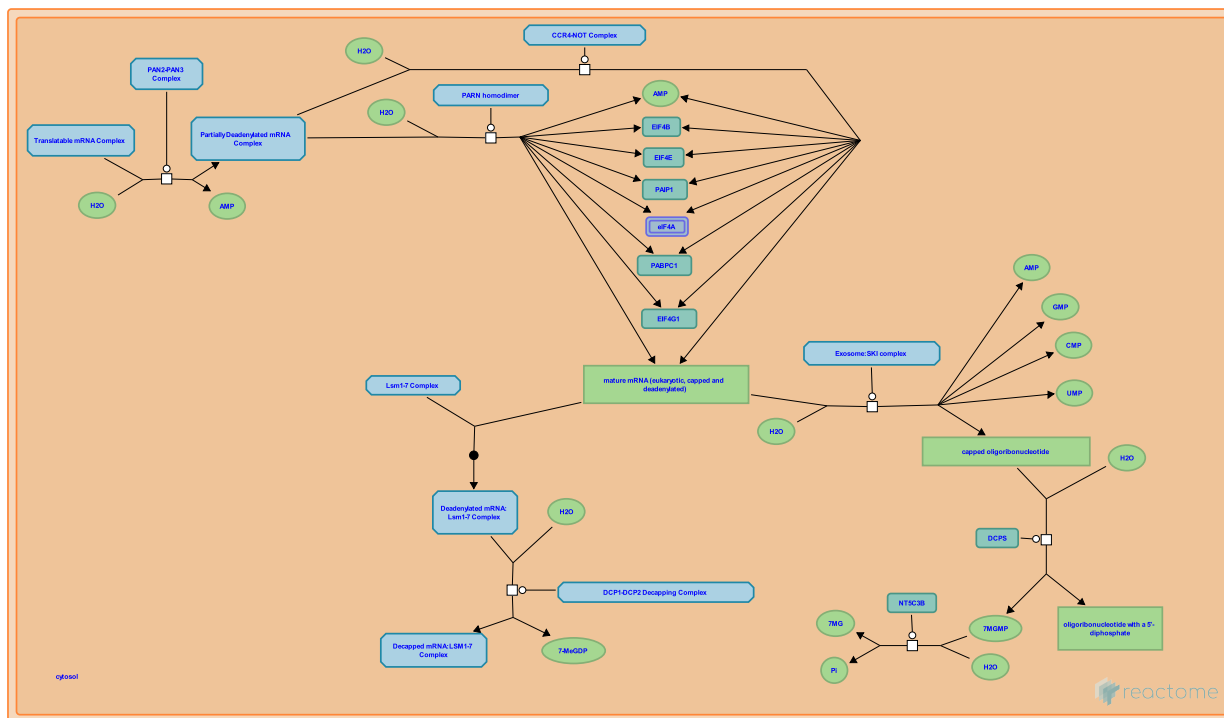 CCR4-NOT Complex
H2O
PAN2-PAN3
Complex
AMP
PARN homodimer
H2O
EIF4B
Translatable mRNA Complex
Partially Deadenylated mRNA
Complex
EIF4E
PAIP1
H2O
AMP
eIF4A
PABPC1
AMP
GMP
EIF4G1
CMP
Exosome:SKI complex
Lsm1-7 Complex
mature mRNA (eukaryotic, capped and
deadenylated)
UMP
H2O
capped oligoribonucleotide
H2O
Deadenylated mRNA:
Lsm1-7 Complex
H2O
DCPS
DCP1-DCP2 Decapping Complex
NT5C3B
7MG
7MGMP
oligoribonucleotide with a 5'-
diphosphate
Decapped mRNA:LSM1-7
Complex
7-MeGDP
Pi
H2O
cytosol
reactome